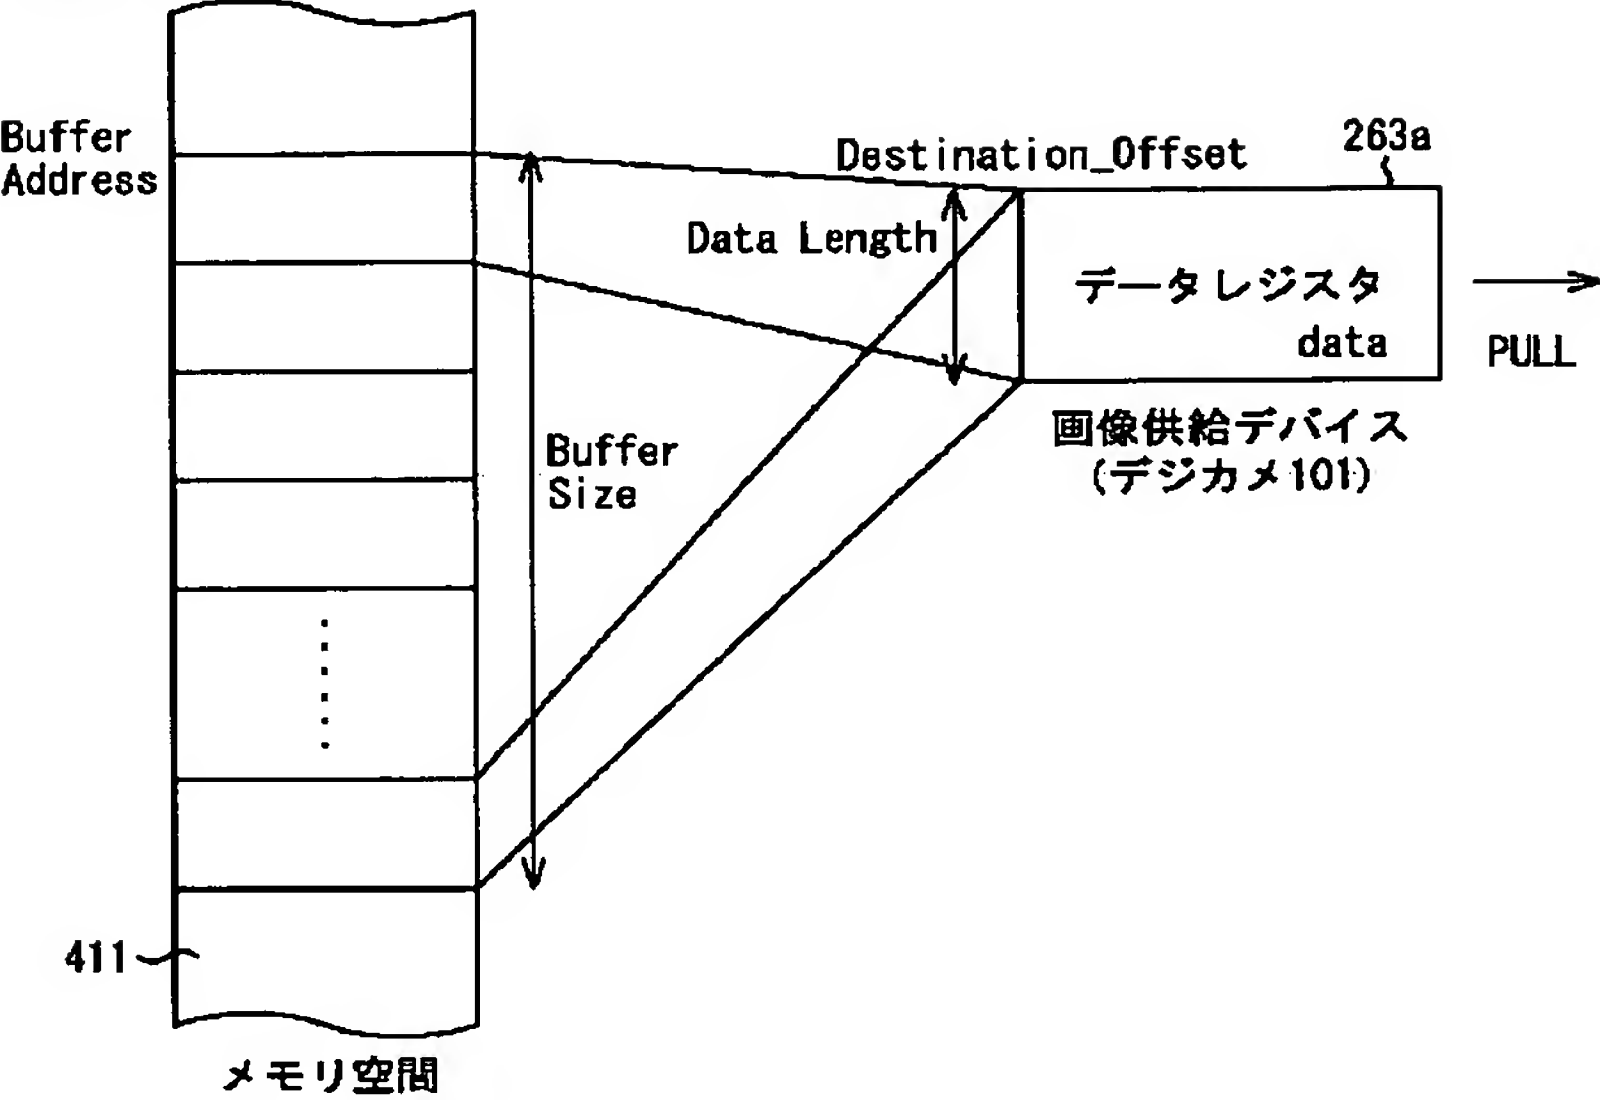 Buffer
Address
Destination_Offset
263a
Data Length
データレジスタ
data
PULL
画像供給デバイス
(デジカメ101)
Buffer
Size
411
メモリ空間